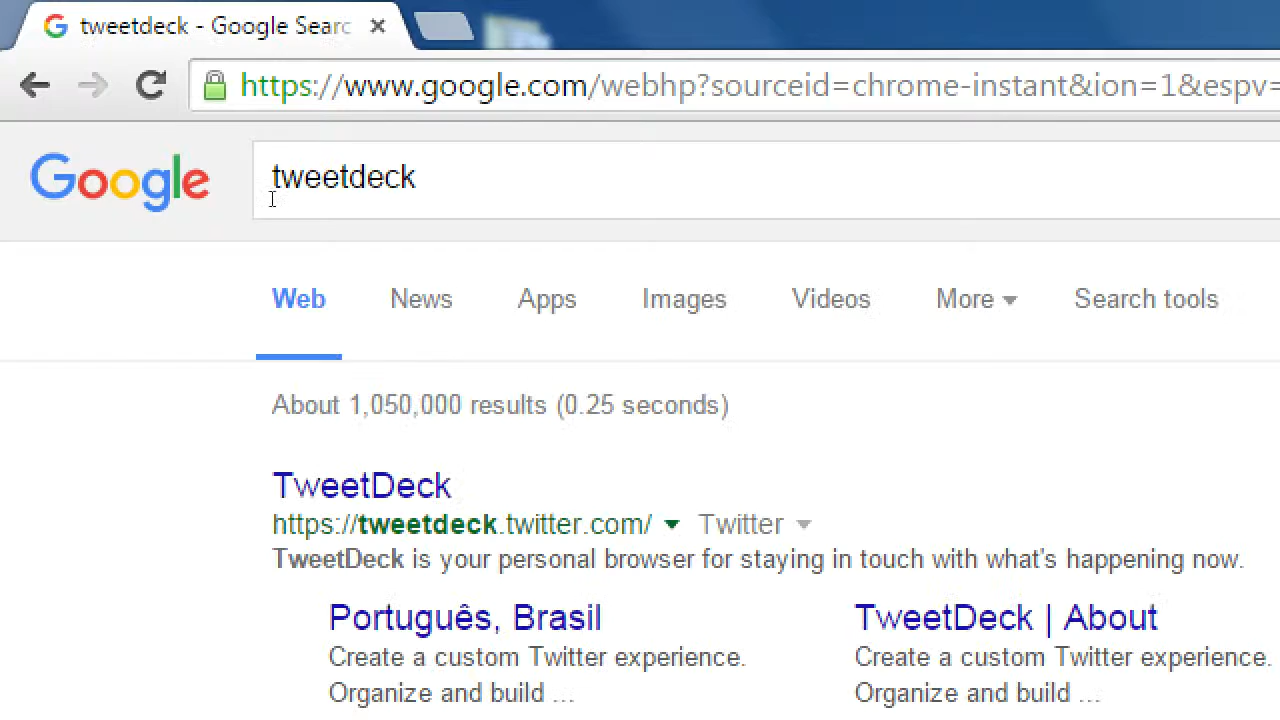 tweetdeck - Google Searc
https://www.google.com/webhp?sourceid=chrome-instant&ion=1&espv=
Google tweetdeck
Web News Apps Images Videos More Search tools
About 1,050,000 results (0.25 seconds)
TweetDeck
https://tweetdeck.twitter.com/ Twitter
TweetDeck is your personal browser for staying in touch with what's happening now.
Português, Brasil TweetDeck | About
Create a custom Twitter experience. Create a custom Twitter experience.
Organize and build ... Organize and build ...